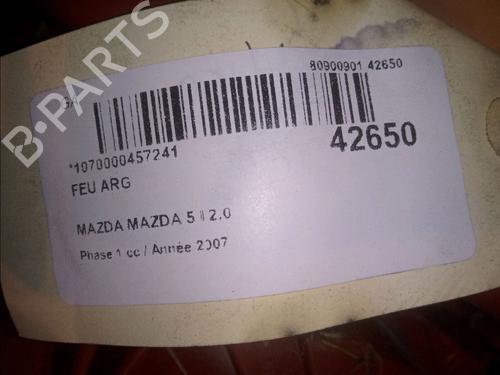 B-PARTS
80900901 42650
*1070000457241
42650
FEU ARG
MAZDA MAZDA 5 II 2.0
Phase 1 cc / Année 2007